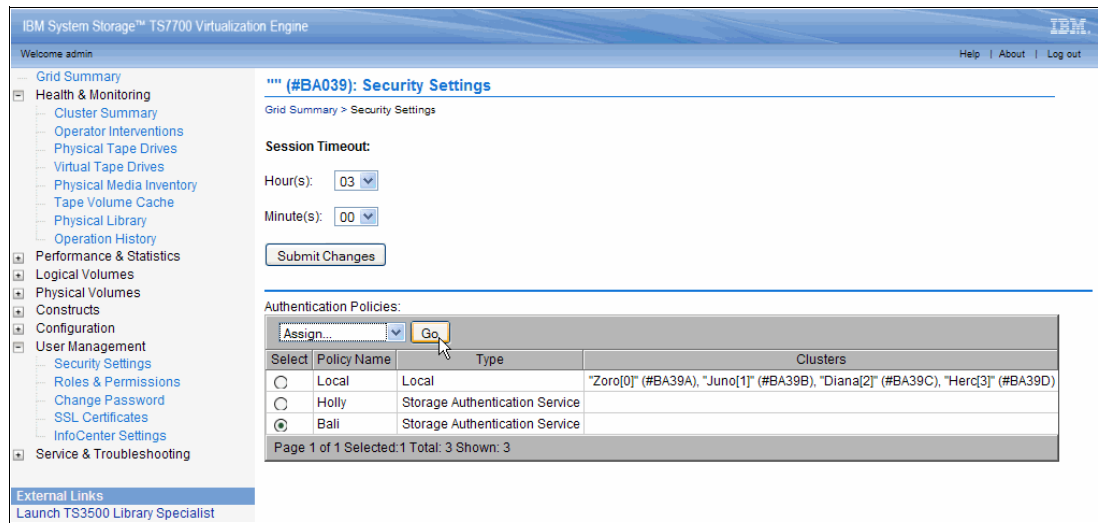 IBM System Storage™ TS7700 Virtualization Engine
IBM.
Welcome admin
Help | About | Log out
Grid Summary
Health & Monitoring
Cluster Summary
Operator Interventions
Physical Tape Drives
Virtual Tape Drives
Physical Media Inventory
Tape Volume Cache
Physical Library
Operation History
Performance & Statistics
Logical Volumes
Physical Volumes
Constructs
Configuration
User Management
Security Settings
Roles & Permissions
Change Password
SSL Certificates
InfoCenter Settings
Service & Troubleshooting
External Links
Launch TS3500 Library Specialist
"" (#BA039): Security Settings
Grid Summary > Security Settings
Session Timeout:
Hour(s): 03
Minute(s): 00
Submit Changes
Authentication Policies:
Assign... Go
Select Policy Name Type Clusters
Local Local "Zoro[0]" (#BA39A), "Juno[1]" (#BA39B), "Diana[2]" (#BA39C), "Herc[3]" (#BA39D)
Holly Storage Authentication Service
Bali Storage Authentication Service
Page 1 of 1 Selected:1 Total: 3 Shown: 3